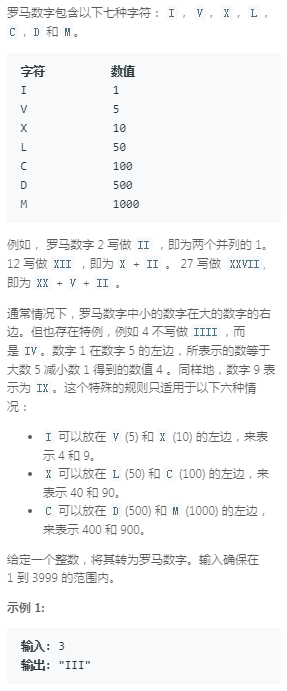 罗马数字包含以下七种字符： I ， V ， X ， L ，
C ， D 和 M 。
字符 数值
I 1
V 5
X 10
L 50
C 100
D 500
M 1000
例如， 罗马数字 2 写做 II ，即为两个并列的 1。
12 写做 XII ，即为 X + II 。 27 写做 XXVII，
即为 XX + V + II 。
通常情况下，罗马数字中小的数字在大的数字的右
边。但也存在特例，例如 4 不写做 IIII ，而
是 IV 。数字 1 在数字 5 的左边，所表示的数等于
大数 5 减小数 1 得到的数值 4 。同样地，数字 9 表
示为 IX 。这个特殊的规则只适用于以下六种情
况：
• I 可以放在 V (5) 和 X (10) 的左边，来表
示 4 和 9。
• X 可以放在 L (50) 和 C (100) 的左边，来
表示 40 和 90。
• C 可以放在 D (500) 和 M (1000) 的左边，
来表示 400 和 900。
给定一个整数，将其转为罗马数字。输入确保在
1 到 3999 的范围内。
示例 1:
输入: 3
输出: "III"